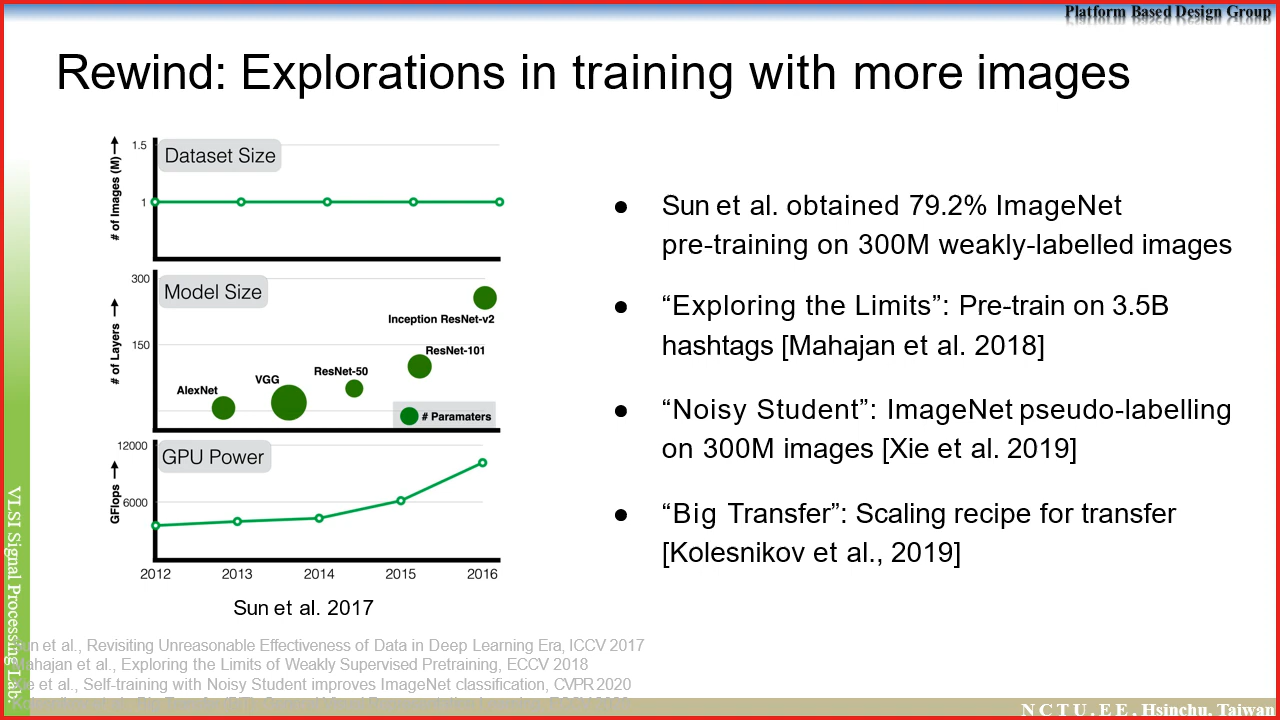 Platform Based Design Group
Rewind: Explorations in training with more images
# of Images (M)
1.5
Dataset Size
1
# of Layers
300
Model Size
Inception ResNet-v2
150
ResNet-101
ResNet-50
VGG
AlexNet
# Paramaters
GFlops
12000
GPU Power
6000
2012 2013 2014 2015 2016
Sun et al. 2017
● Sun et al. obtained 79.2% ImageNet
pre-training on 300M weakly-labelled images
● “Exploring the Limits”: Pre-train on 3.5B
hashtags [Mahajan et al. 2018]
● “Noisy Student”: ImageNet pseudo-labelling
on 300M images [Xie et al. 2019]
● “Big Transfer”: Scaling recipe for transfer
[Kolesnikov et al., 2019]
VLSI Signal Processing Lab.
Sun et al., Revisiting Unreasonable Effectiveness of Data in Deep Learning Era, ICCV 2017
Mahajan et al., Exploring the Limits of Weakly Supervised Pretraining, ECCV 2018
Xie et al., Self-training with Noisy Student improves ImageNet classification, CVPR 2020
N C T U . E E , Hsinchu, Taiwan